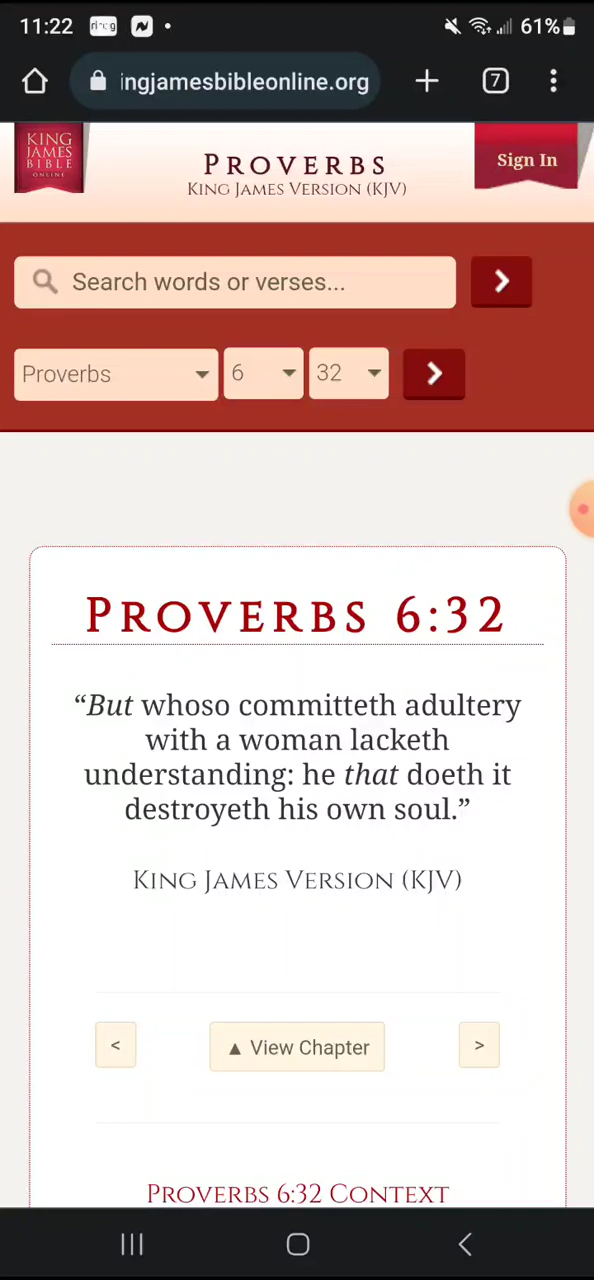 11:22 ring 61%
ingjamesbibleonline.org 7
KING
JAMES
BIBLE
ONLINE
PROVERBS
KING JAMES VERSION (KJV)
Sign In
Search words or verses...
Proverbs 6 32
PROVERBS 6:32
“But whoso committeth adultery
with a woman lacketh
understanding: he that doeth it
destroyeth his own soul.”
KING JAMES VERSION (KJV)
< ▲ View Chapter >
PROVERBS 6:32 CONTEXT